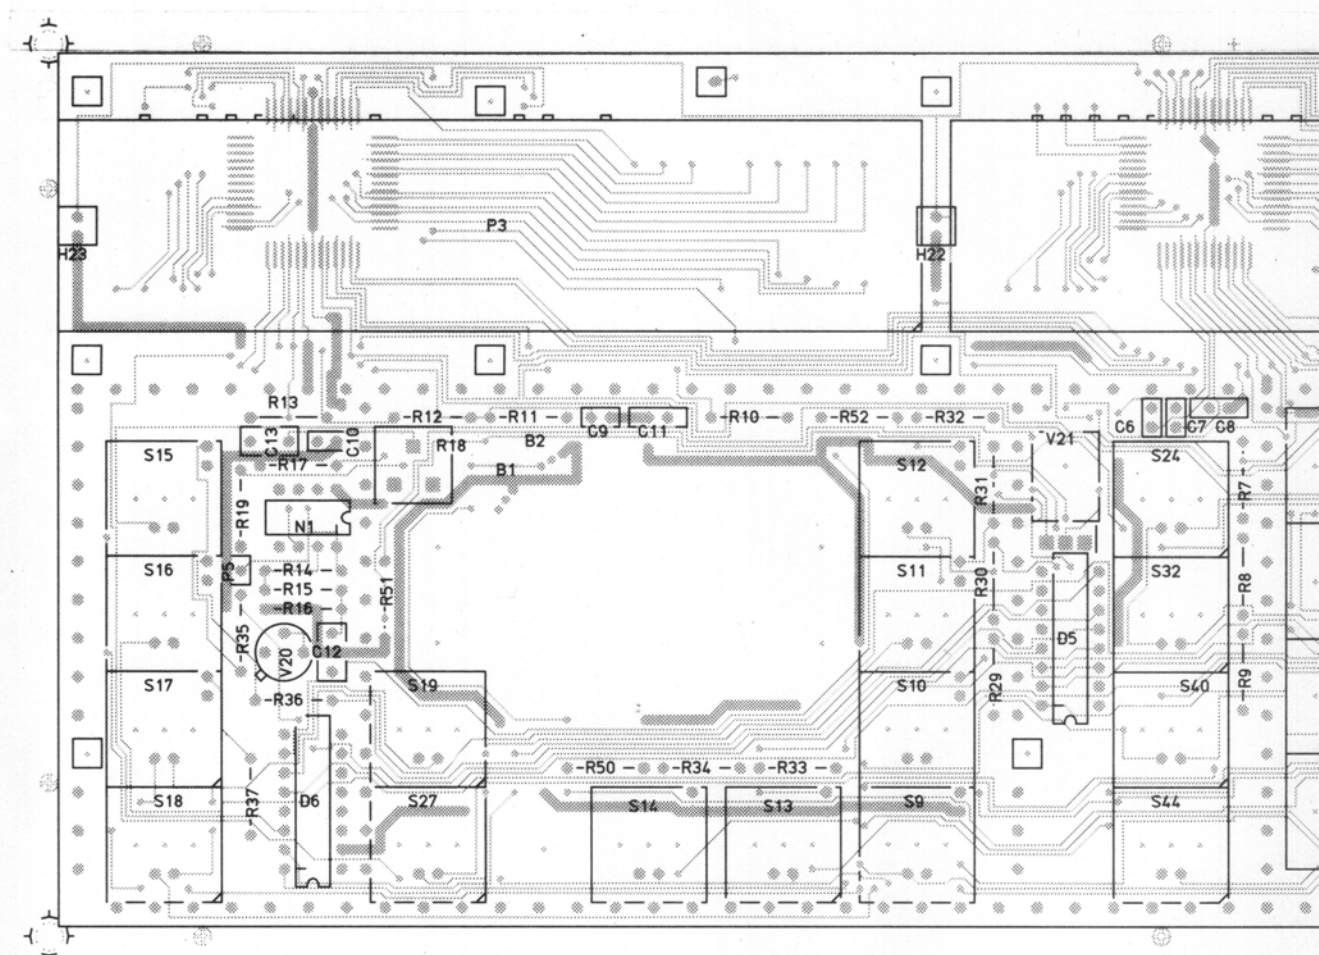 P3
H23
H22
R13
R12
R11
C9
C11
R10
R52
R32
C6
C7
C8
C13
C10
R18
B2
V21
S15
R17
B1
S12
S24
R19
N1
R31
R7
S16
P5
R14
R15
R16
R51
S11
R30
S32
R8
R35
V20
C12
D5
S17
R36
S19
S10
R29
S40
R9
R50
R34
R33
S18
R37
D6
S27
S14
S13
S9
S44